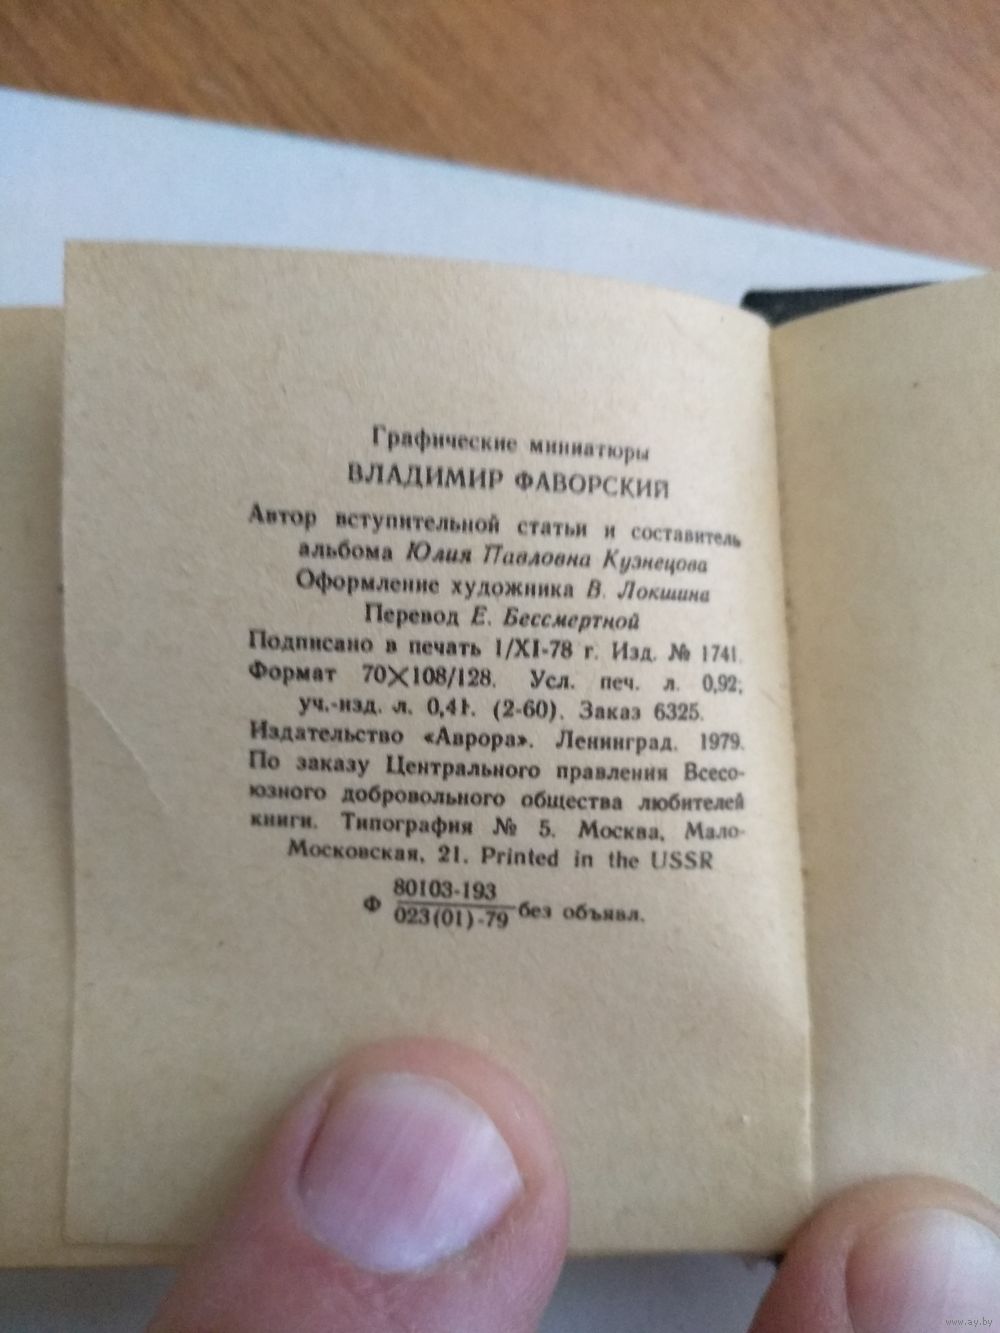 Графические миниатюры
ВЛАДИМИР ФАВОРСКИЙ
Автор вступительной статьи и составитель
альбома Юлия Павловна Кузнецова
Оформление художника В. Локшина
Перевод Е. Бессмертной
Подписано в печать 1/XI-78 г. Изд. № 1741.
Формат 70×108/128. Усл. печ. л. 0,92;
уч.-изд. л. 0,41. (2-60). Заказ 6325.
Издательство «Аврора». Ленинград. 1979.
По заказу Центрального правления Всесо-
юзного добровольного общества любителей
книги. Типография № 5. Москва, Мало-
Московская, 21. Printed in the USSR
Ф 80103-193
023(01)-79 без объявл.
www.ay.by